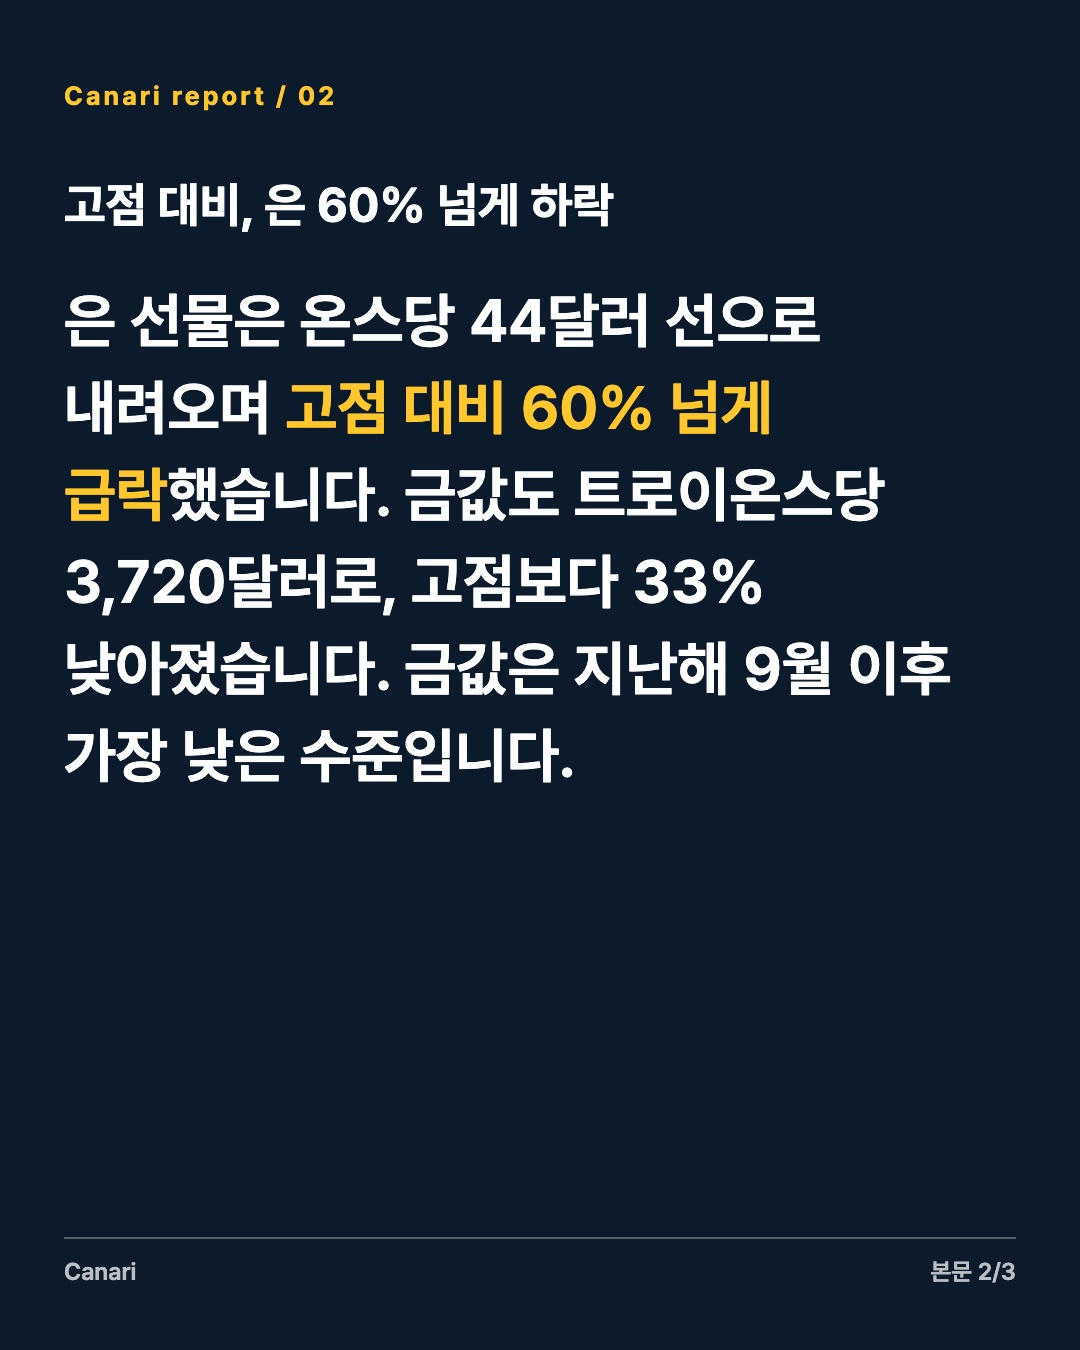 Canari report / 02
고점 대비, 은 60% 넘게 하락
은 선물은 온스당 44달러 선으로
내려오며 고점 대비 60% 넘게
급락했습니다. 금값도 트로이온스당
3,720달러로, 고점보다 33%
낮아졌습니다. 금값은 지난해 9월 이후
가장 낮은 수준입니다.
Canari
본문 2/3